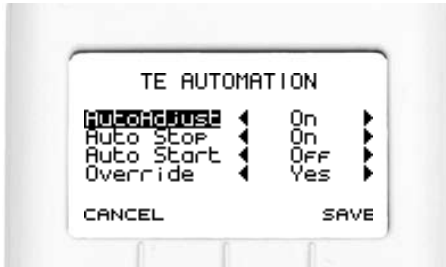 TE AUTOMATION
AutoAdjust On
Auto Stop On
Auto Start Off
Override Yes
CANCEL SAVE